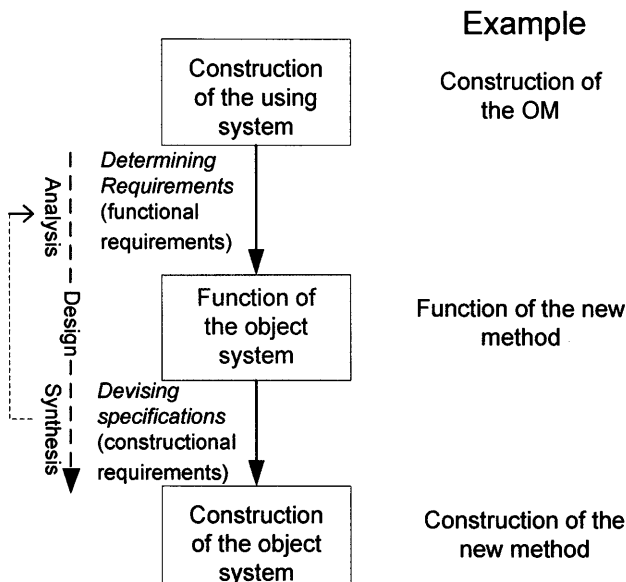 Example
Construction
of the using
system
Construction of
the OM
Determining
Requirements
(functional
requirements)
Analysis
Design
Synthesis
Function of
the object
system
Function of the new
method
Devising
specifications
(constructional
requirements)
Construction
of the object
system
Construction of the
new method